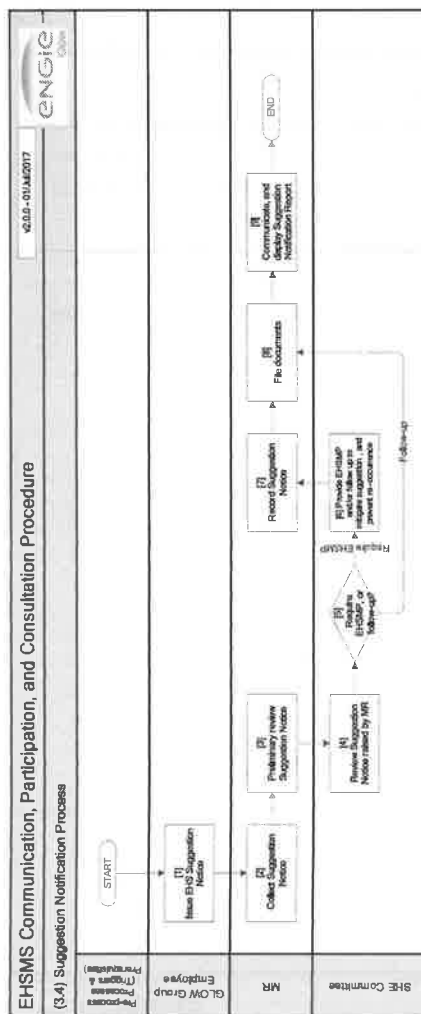 EHSMS Communication, Participation, and Consultation Procedure
v2.0.0 - 01/Jul/2017
ENGIE
Glow
(3.4) Suggestion Notification Process
Pre-process
(Triggers &
Processes
Prerequisites)
START
GLOW Group
Employee
[1]
Issue EHS Suggestion
Notice
MR
[2]
Collect Suggestion
Notice
[3]
Preliminary review
Suggestion Notice
[7]
Record Suggestion
Notice
[8]
File documents
[9]
Communicate, and
display Suggestion
Notification Report
END
SHE Committee
[4]
Review Suggestion
Notice raised by MR
[5]
Require
EHSMP, or
follow-up?
Require EHSMP
[6] Provide EHSMP
and/or follow up to
mitigate suggestion, and
prevent re-occurrence
Follow-up